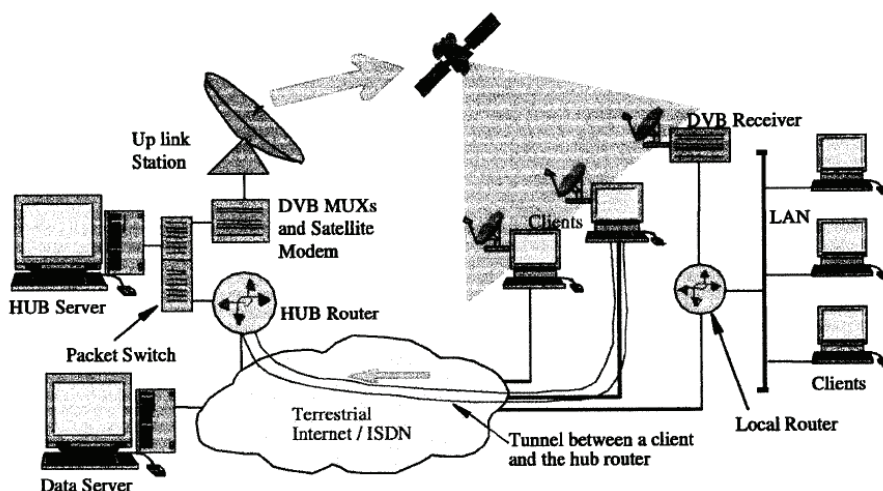 Up link
Station
DVB Receiver
DVB MUXs
and Satellite
Modem
Clients
LAN
HUB Server
HUB Router
Packet Switch
Clients
Terrestrial
Internet / ISDN
Tunnel between a client
and the hub router
Local Router
Data Server